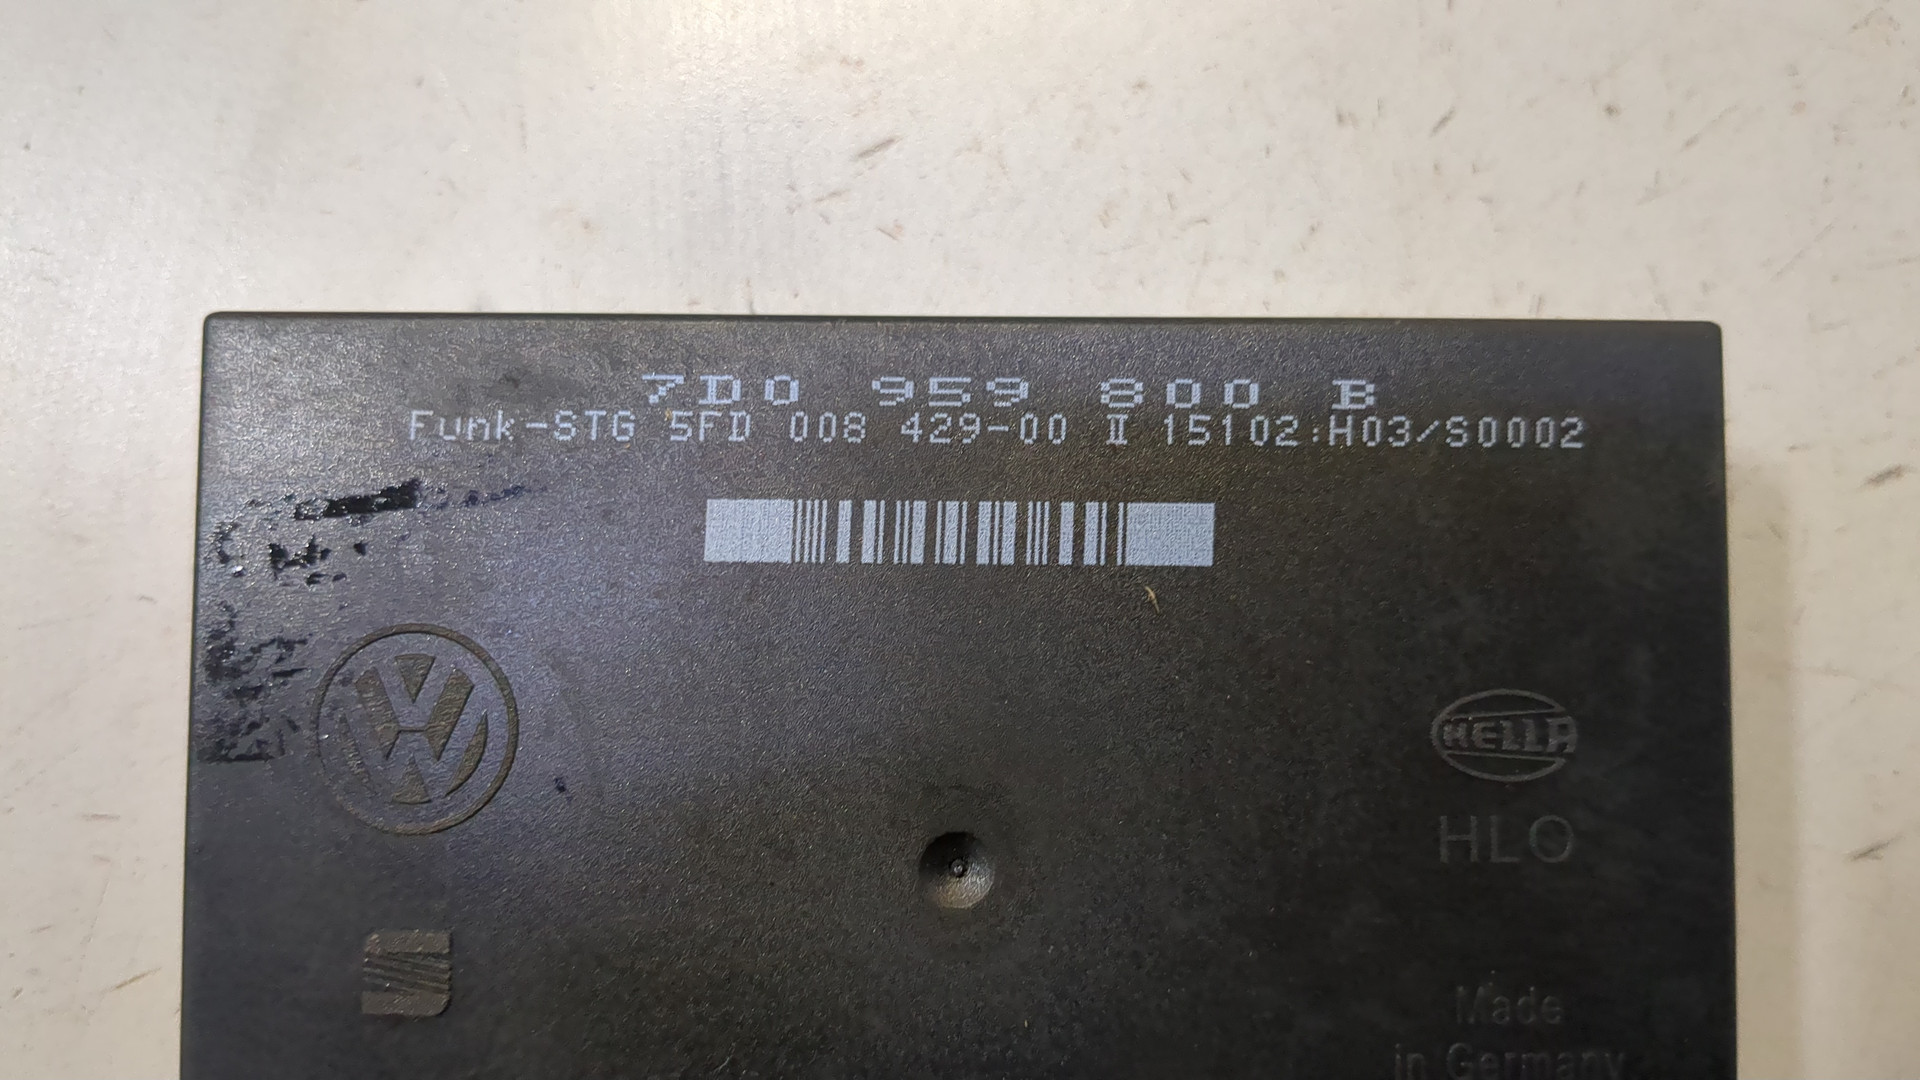 7D0 959 800 B
Funk-STG 5FD 008 429-00 II 15102:H03/S0002
HELLA
HLO
Made
in Germany